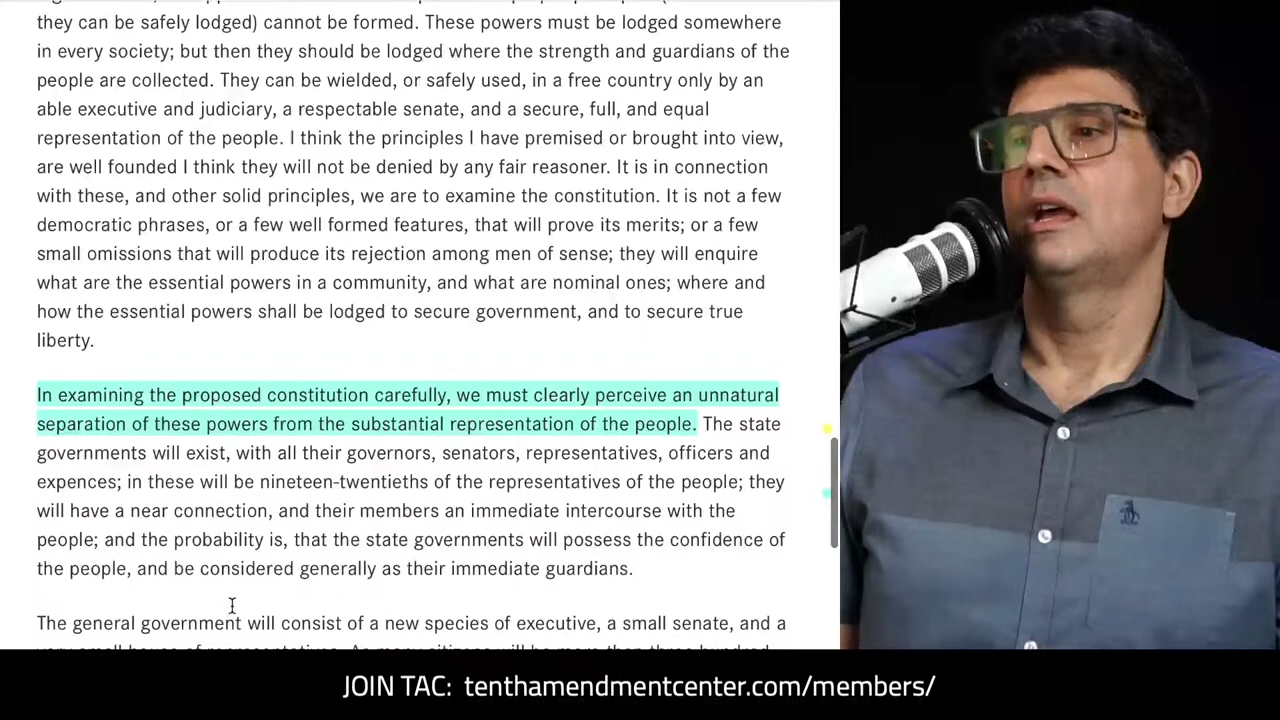 they can be safely lodged) cannot be formed. These powers must be lodged somewhere
in every society; but then they should be lodged where the strength and guardians of the
people are collected. They can be wielded, or safely used, in a free country only by an
able executive and judiciary, a respectable senate, and a secure, full, and equal
representation of the people. I think the principles I have premised or brought into view,
are well founded I think they will not be denied by any fair reasoner. It is in connection
with these, and other solid principles, we are to examine the constitution. It is not a few
democratic phrases, or a few well formed features, that will prove its merits; or a few
small omissions that will produce its rejection among men of sense; they will enquire
what are the essential powers in a community, and what are nominal ones; where and
how the essential powers shall be lodged to secure government, and to secure true
liberty.
In examining the proposed constitution carefully, we must clearly perceive an unnatural
separation of these powers from the substantial representation of the people. The state
governments will exist, with all their governors, senators, representatives, officers and
expences; in these will be nineteen-twentieths of the representatives of the people; they
will have a near connection, and their members an immediate intercourse with the
people; and the probability is, that the state governments will possess the confidence of
the people, and be considered generally as their immediate guardians.
The general government will consist of a new species of executive, a small senate, and a
JOIN TAC: tenthamendmentcenter.com/members/